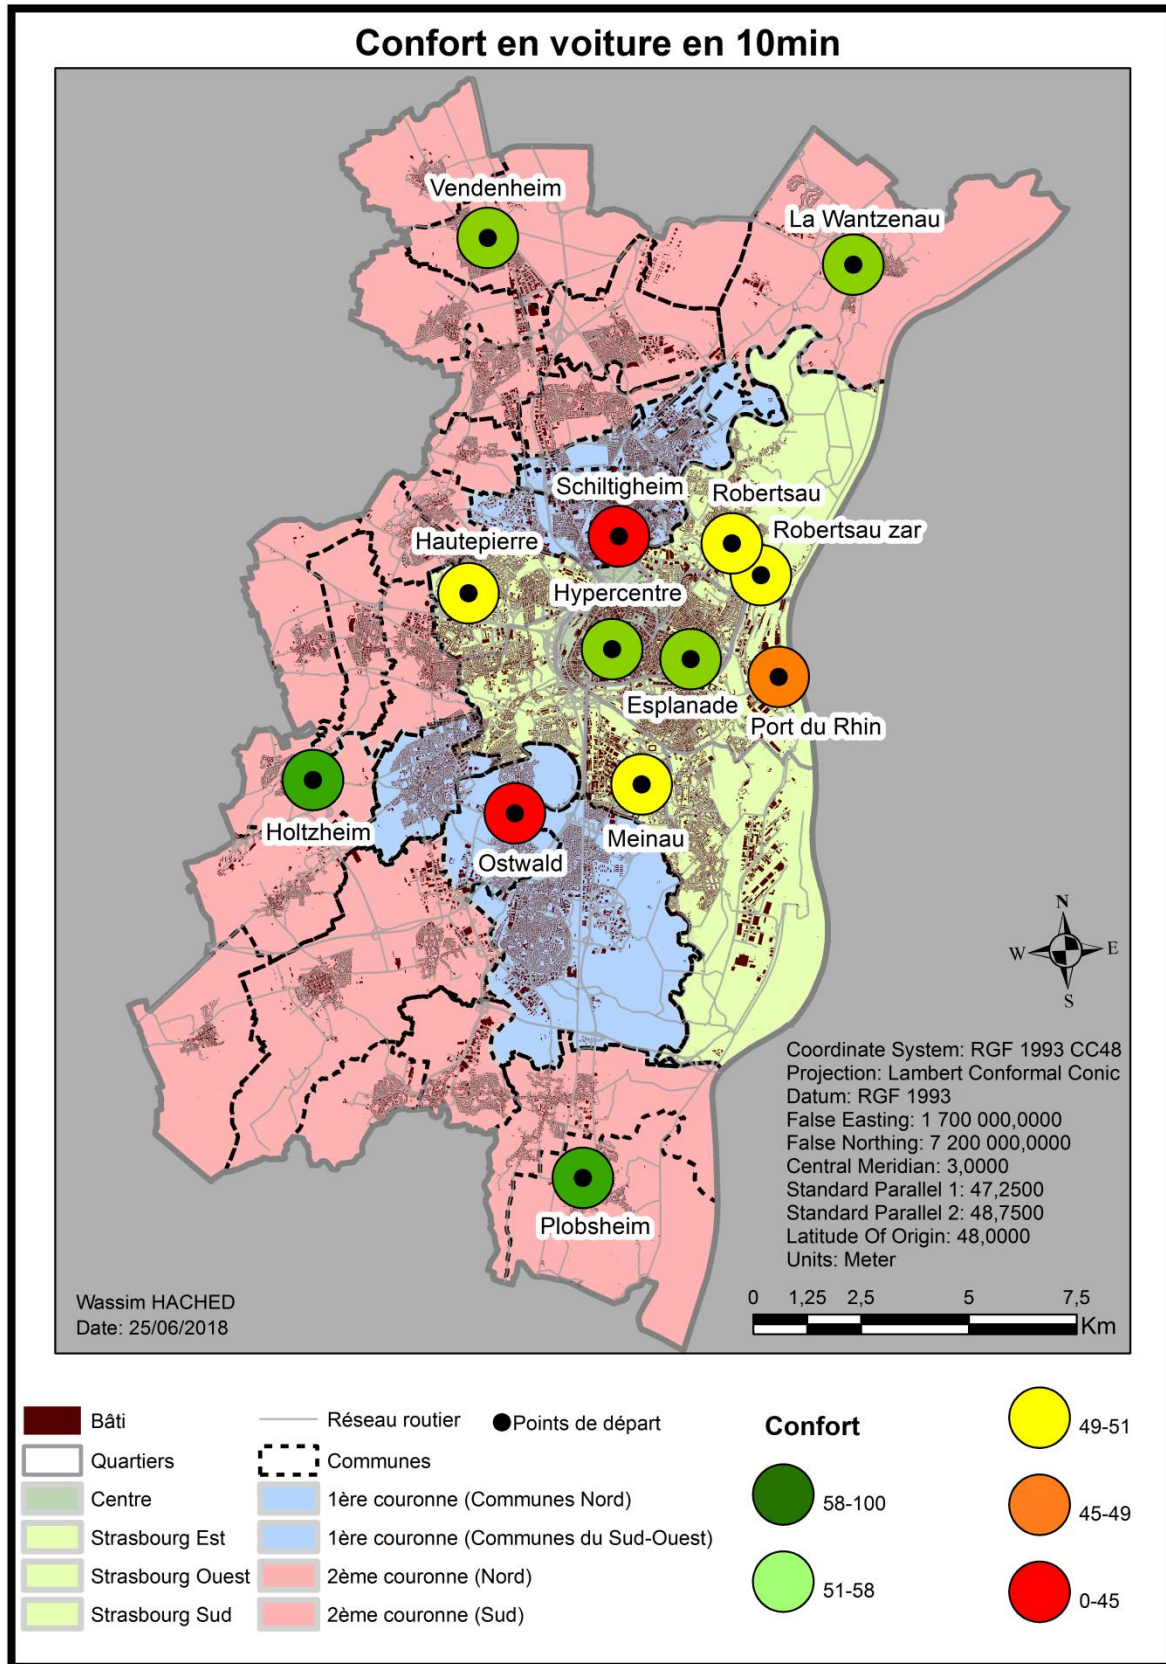 Confort en voiture en 10min
Vendenheim
La Wantzenau
Schiltigheim
Robertsau
Hautepierre
Robertsau zar
Hypercentre
Esplanade
Port du Rhin
Holtzheim
Ostwald
Meinau
Plobsheim
N
W
E
S
Coordinate System: RGF 1993 CC48
Projection: Lambert Conformal Conic
Datum: RGF 1993
False Easting: 1 700 000,0000
False Northing: 7 200 000,0000
Central Meridian: 3,0000
Standard Parallel 1: 47,2500
Standard Parallel 2: 48,7500
Latitude Of Origin: 48,0000
Units: Meter
Wassim HACHED
Date: 25/06/2018
0 1,25 2,5 5 7,5
Km
Bâti
Quartiers
Centre
Strasbourg Est
Strasbourg Ouest
Strasbourg Sud
Réseau routier
Communes
1ère couronne (Communes Nord)
1ère couronne (Communes du Sud-Ouest)
2ème couronne (Nord)
2ème couronne (Sud)
Points de départ
Confort
58-100
51-58
49-51
45-49
0-45